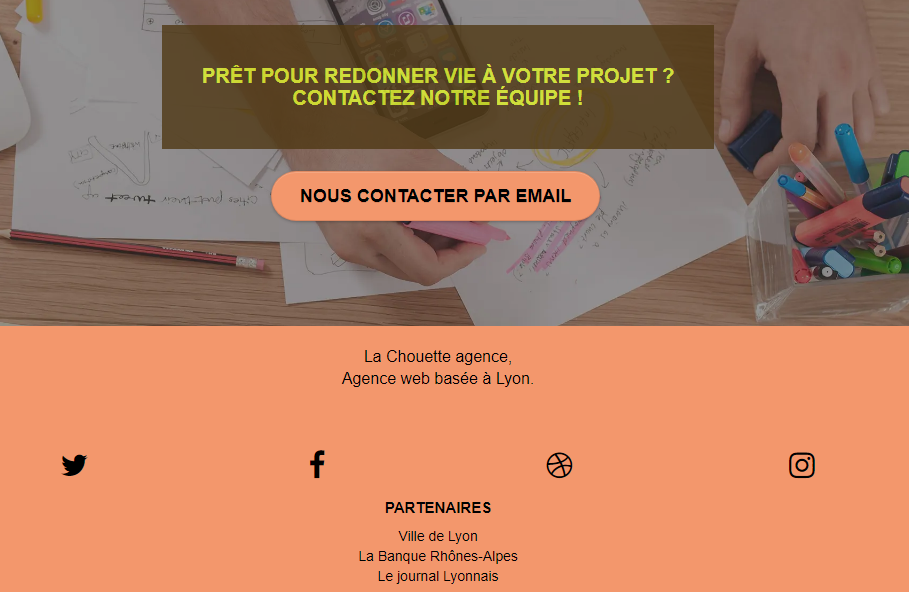 PRÊT POUR REDONNER VIE À VOTRE PROJET ?
CONTACTEZ NOTRE ÉQUIPE !
NOUS CONTACTER PAR EMAIL
La Chouette agence,
Agence web basée à Lyon.
PARTENAIRES
Ville de Lyon
La Banque Rhônes-Alpes
Le journal Lyonnais